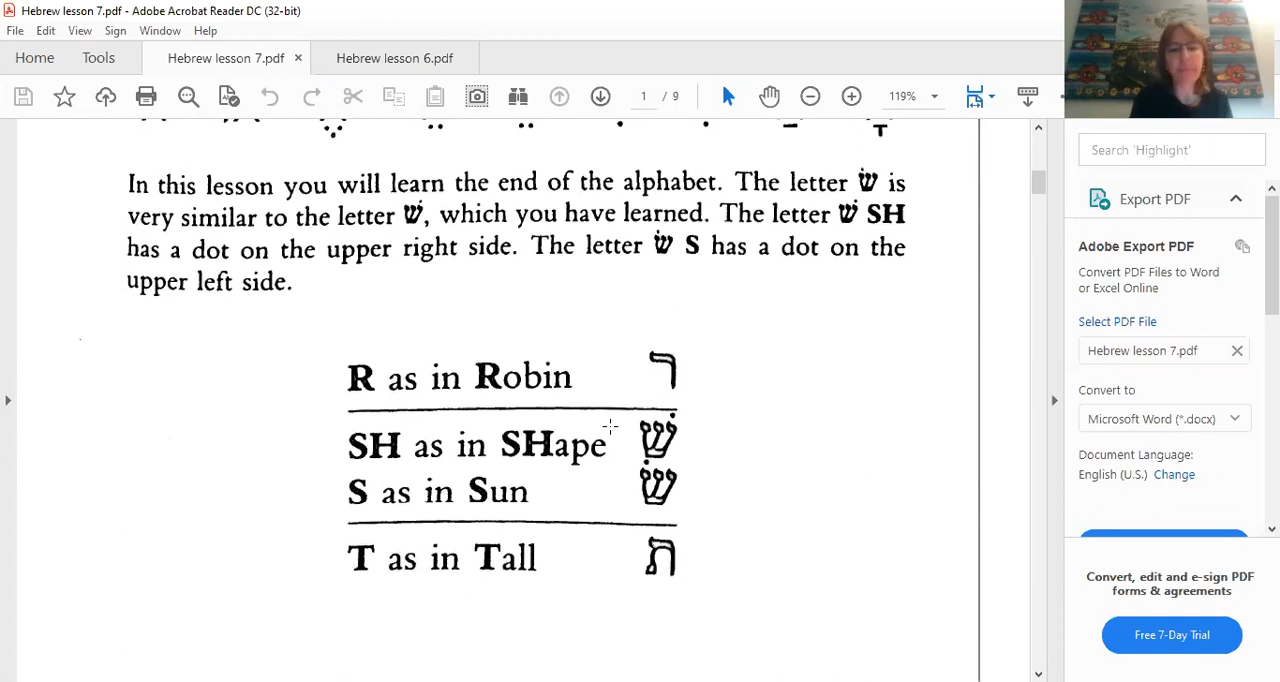 Hebrew lesson 7.pdf - Adobe Acrobat Reader DC (32-bit)
File Edit View Sign Window Help
Home Tools Hebrew lesson 7.pdf × Hebrew lesson 6.pdf
1 / 9 119%
In this lesson you will learn the end of the alphabet. The letter שׂ is
very similar to the letter שׁ, which you have learned. The letter שׁ SH
has a dot on the upper right side. The letter שׂ S has a dot on the
upper left side.
R as in Robin ר
SH as in SHape שׁ
S as in Sun שׂ
T as in Tall ת
Search 'Highlight'
Export PDF
Adobe Export PDF
Convert PDF Files to Word
or Excel Online
Select PDF File
Hebrew lesson 7.pdf
Convert to
Microsoft Word (*.docx)
Document Language:
English (U.S.) Change
Convert, edit and e-sign PDF
forms & agreements
Free 7-Day Trial